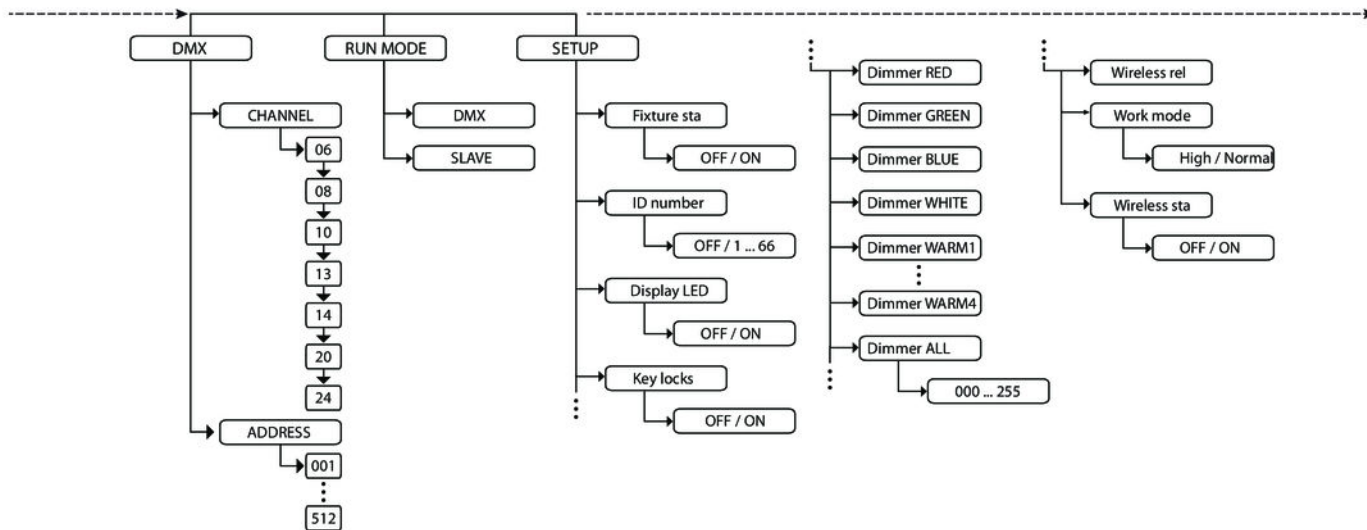 DMX
CHANNEL
06
08
10
13
14
20
24
ADDRESS
001
512
RUN MODE
DMX
SLAVE
SETUP
Fixture sta
OFF / ON
ID number
OFF / 1 ... 66
Display LED
OFF / ON
Key locks
OFF / ON
Dimmer RED
Dimmer GREEN
Dimmer BLUE
Dimmer WHITE
Dimmer WARM1
Dimmer WARM4
Dimmer ALL
000 ... 255
Wireless rel
Work mode
High / Normal
Wireless sta
OFF / ON